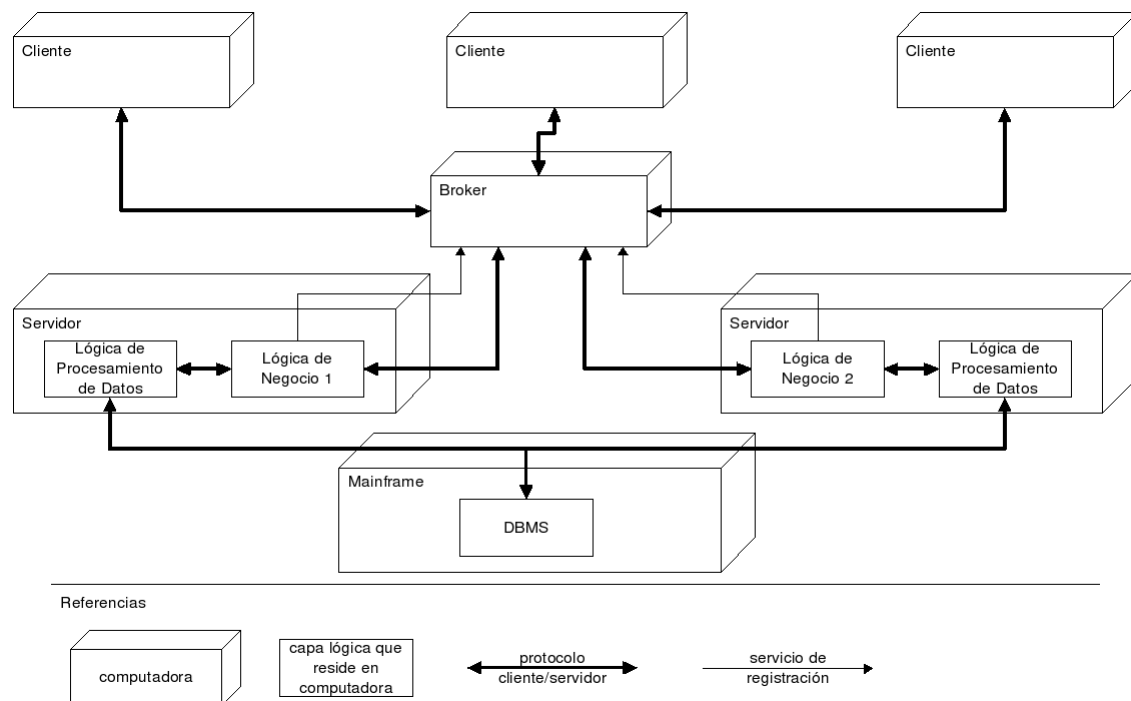 Cliente
Cliente
Cliente
Broker
Servidor
Lógica de
Procesamiento
de Datos
Lógica de
Negocio 1
Servidor
Lógica de
Negocio 2
Lógica de
Procesamiento
de Datos
Mainframe
DBMS
Referencias
computadora
capa lógica que
reside en
computadora
protocolo
cliente/servidor
servicio de
registración